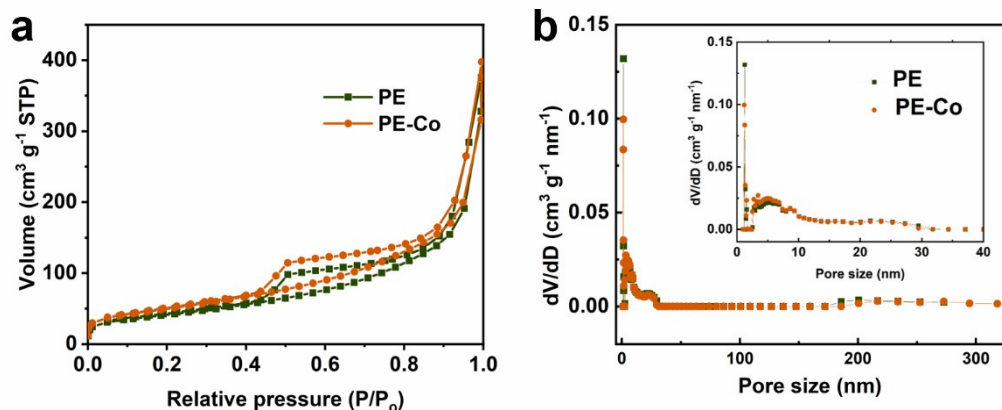 a
Volume (cm³ g⁻¹ STP)
400
300
200
100
0
0.0 0.2 0.4 0.6 0.8 1.0
Relative pressure (P/Pₒ)
PE
PE-Co
b
dV/dD (cm³ g⁻¹ nm⁻¹)
0.15
0.10
0.05
0.00
0 100 200 300
Pore size (nm)
dV/dD (cm³ g⁻¹ nm⁻¹)
0.15
0.10
0.05
0.00
0 10 20 30 40
Pore size (nm)
PE
PE-Co